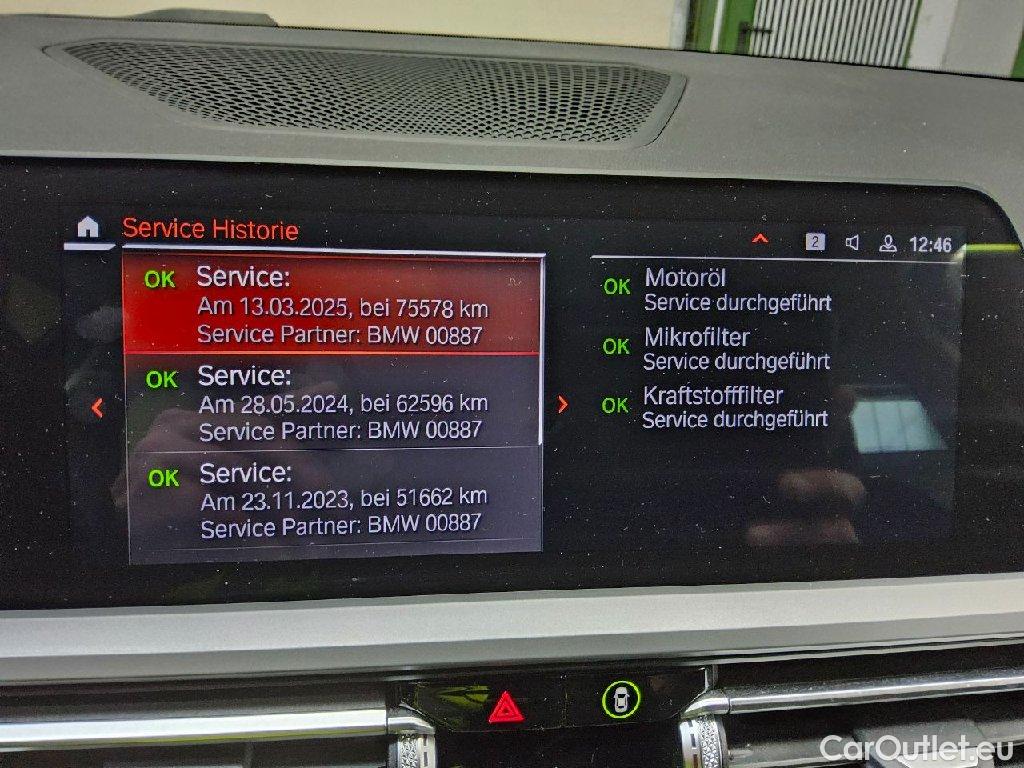 Service Historie
2 12:46
OK Service:
Am 13.03.2025, bei 75578 km
Service Partner: BMW 00887
OK Service:
Am 28.05.2024, bei 62596 km
Service Partner: BMW 00887
OK Service:
Am 23.11.2023, bei 51662 km
Service Partner: BMW 00887
OK Motoröl
Service durchgeführt
OK Mikrofilter
Service durchgeführt
OK Kraftstofffilter
Service durchgeführt
CarOutlet.eu